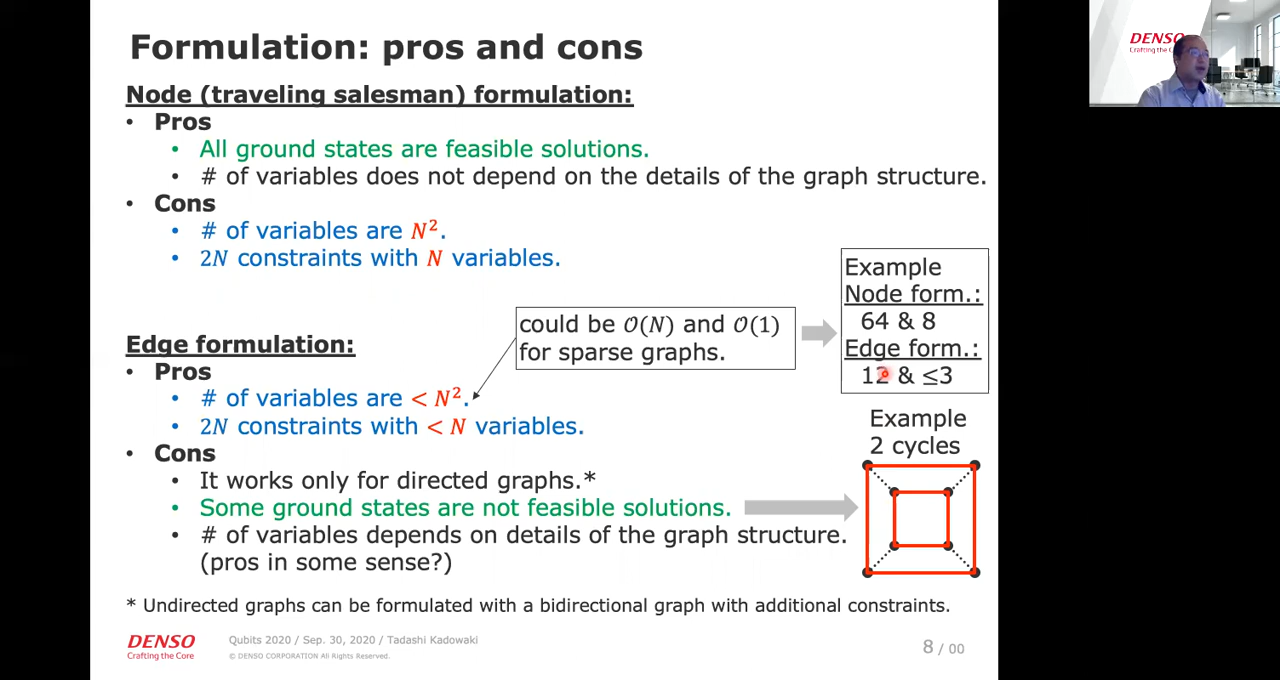 Formulation: pros and cons
Node (traveling salesman) formulation:
• Pros
• All ground states are feasible solutions.
• # of variables does not depend on the details of the graph structure.
• Cons
• # of variables are N².
• 2N constraints with N variables.
Edge formulation:
• Pros
• # of variables are < N².
• 2N constraints with < N variables.
• Cons
• It works only for directed graphs.*
• Some ground states are not feasible solutions.
• # of variables depends on details of the graph structure.
(pros in some sense?)
could be 𝒪(N) and 𝒪(1)
for sparse graphs.
Example
Node form.:
64 & 8
Edge form.:
12 & ≤3
Example
2 cycles
* Undirected graphs can be formulated with a bidirectional graph with additional constraints.
DENSO
Crafting the Core
Qubits 2020 / Sep. 30, 2020 / Tadashi Kadowaki
© DENSO CORPORATION All Rights Reserved.
8 / 00
DENSO
Crafting the Core